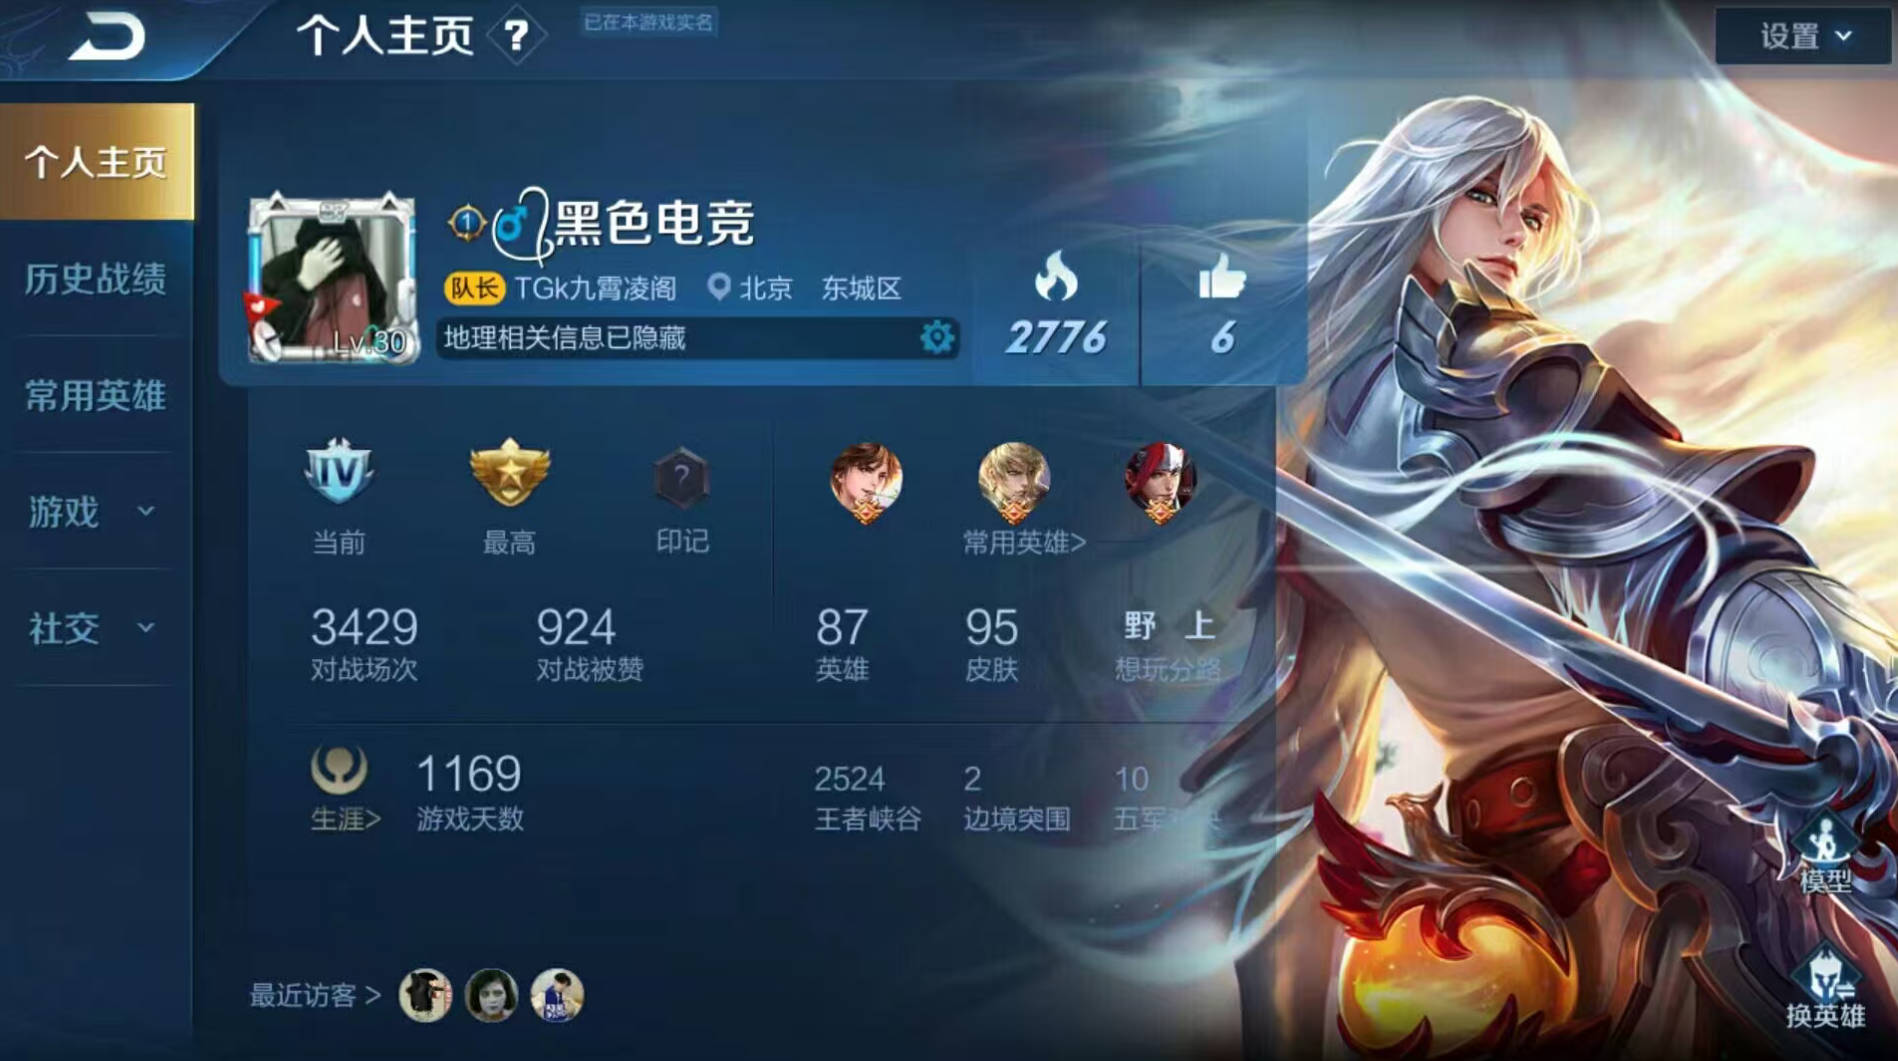 个人主页 ?
已在本游戏实名
设置
个人主页
历史战绩
常用英雄
游戏
社交
1 黑色电竞
队长 TGk九霄凌阁 北京 东城区
地理相关信息已隐藏
Lv.30
2776
6
IV
?
当前
最高
印记
常用英雄>
3429
对战场次
924
对战被赞
87
英雄
95
皮肤
野 上
想玩分路
生涯>
1169
游戏天数
2524
王者峡谷
2
边境突围
10
五军
最近访客 >
模型
换英雄